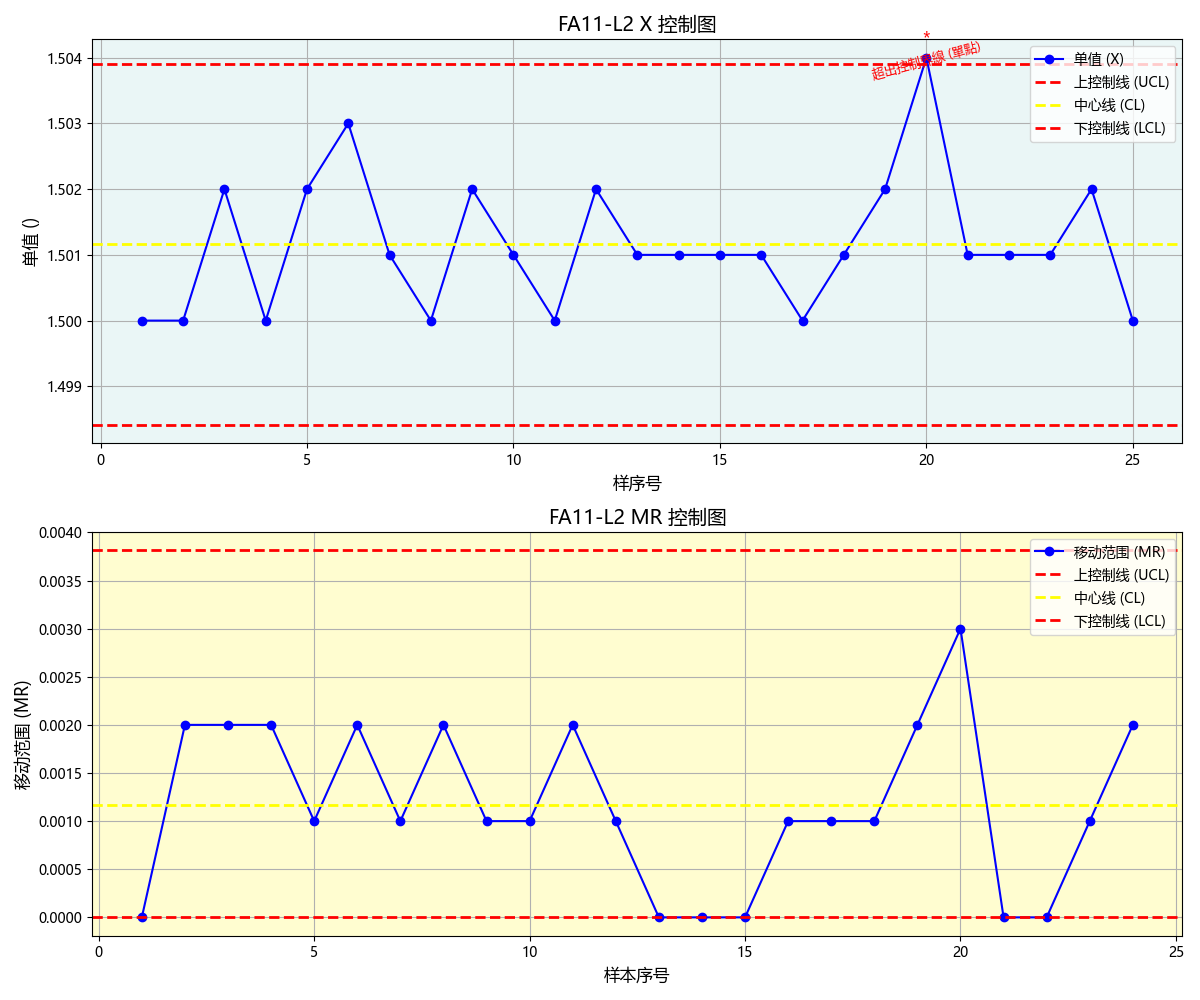 FA11-L2 X 控制图
*
超出控制界線 (單點)
单值 (X)
上控制线 (UCL)
中心线 (CL)
下控制线 (LCL)
1.504
1.503
1.502
1.501
1.500
1.499
单值 ()
0 5 10 15 20 25
样序号
FA11-L2 MR 控制图
移动范围 (MR)
上控制线 (UCL)
中心线 (CL)
下控制线 (LCL)
0.0040
0.0035
0.0030
0.0025
0.0020
0.0015
0.0010
0.0005
0.0000
移动范围 (MR)
0 5 10 15 20 25
样本序号